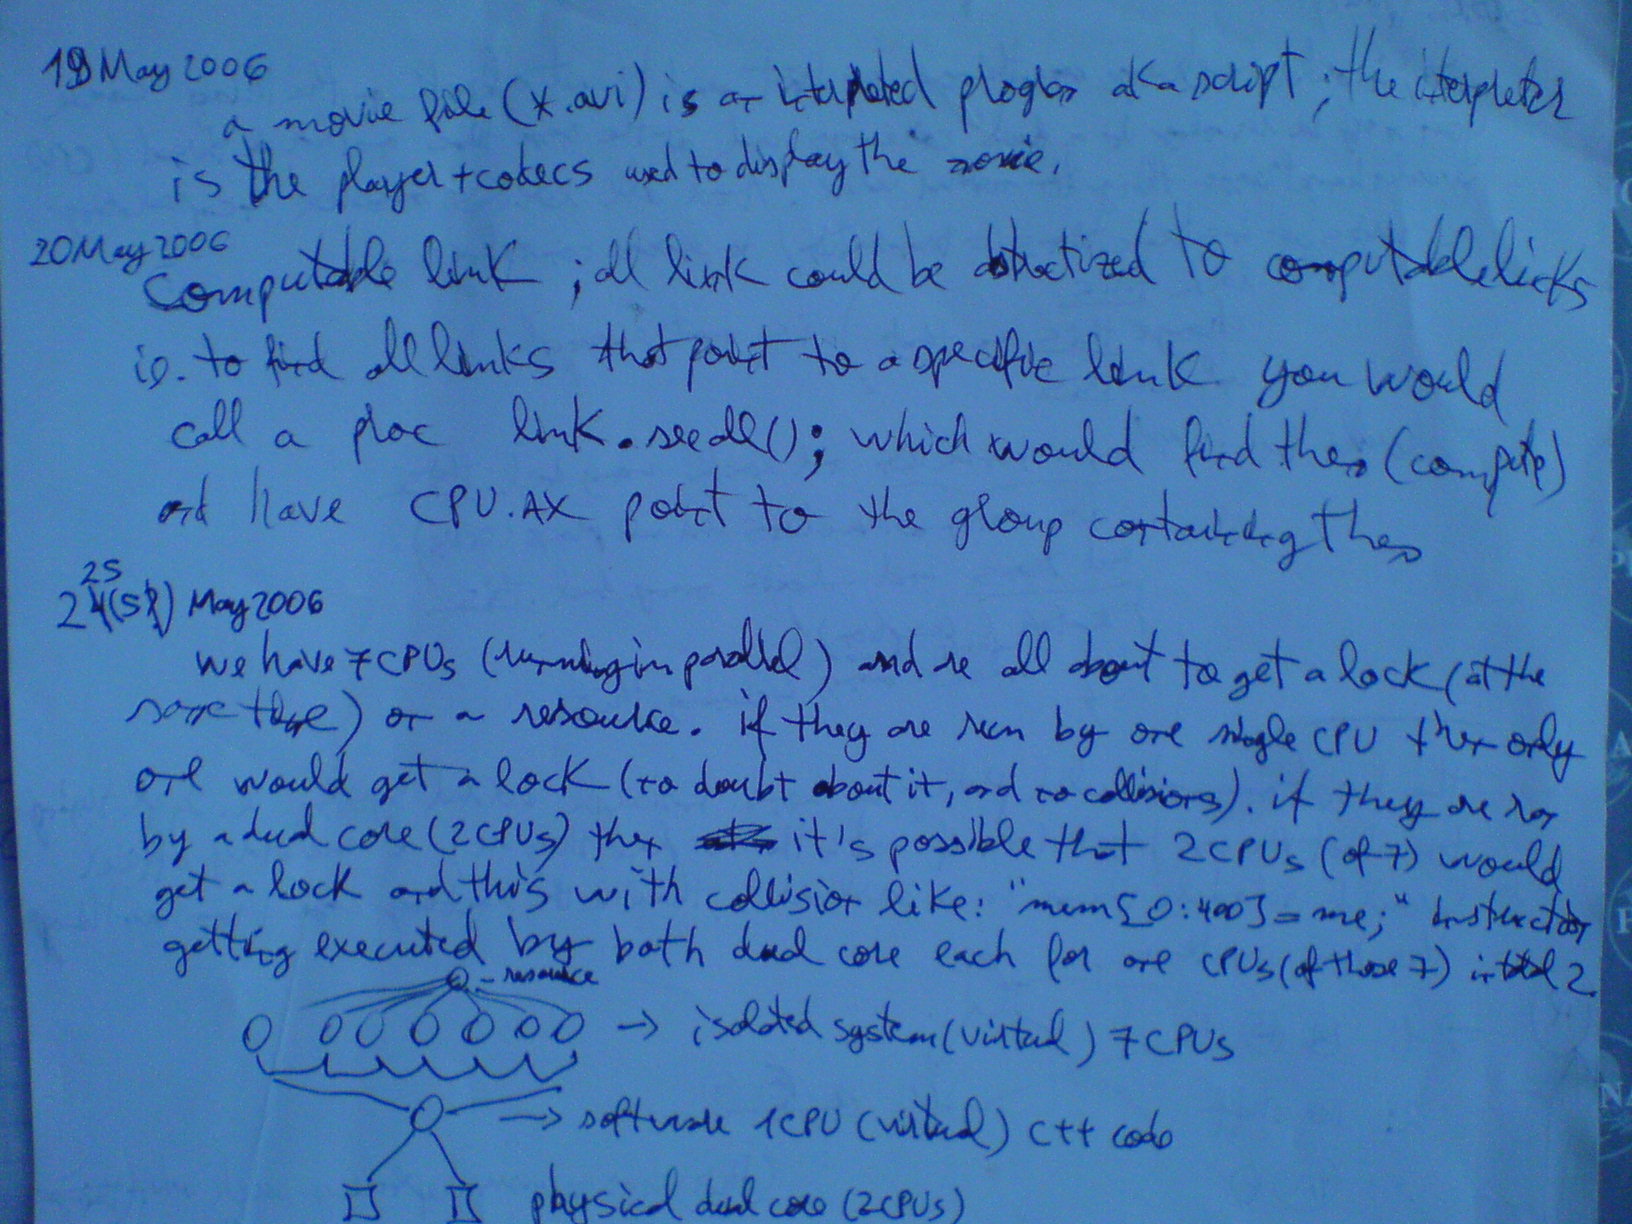 19 May 2006
a movie file (x.avi) is an interpreted program aka script ; the interpreter
is the player+codecs used to display the movie.
20 May 2006
Computable link ; all link could be abstractized to computable links
ie. to find all links that point to a specific link you would
call a proc link.seeall(); which would find them (compute)
and have CPU.AX point to the group containing them
25
24(5) May 2006
we have 7 CPUs (running in parallel) and are all about to get a lock (at the
same time) on a resource. if they are run by one single CPU then only
one would get a lock (no doubt about it, and no collisions). if they are run
by a dual core (2CPUs) then it's possible that 2 CPUs (of 7) would
get a lock and this with collision like: "mem[0:400]=me;" instruction
getting executed by both dual core each for one CPUs (of those 7) in total 2.
resource
→ isolated system (virtual) 7 CPUs
→ software 1CPU (virtual) C++ code
physical dual core (2CPUs)